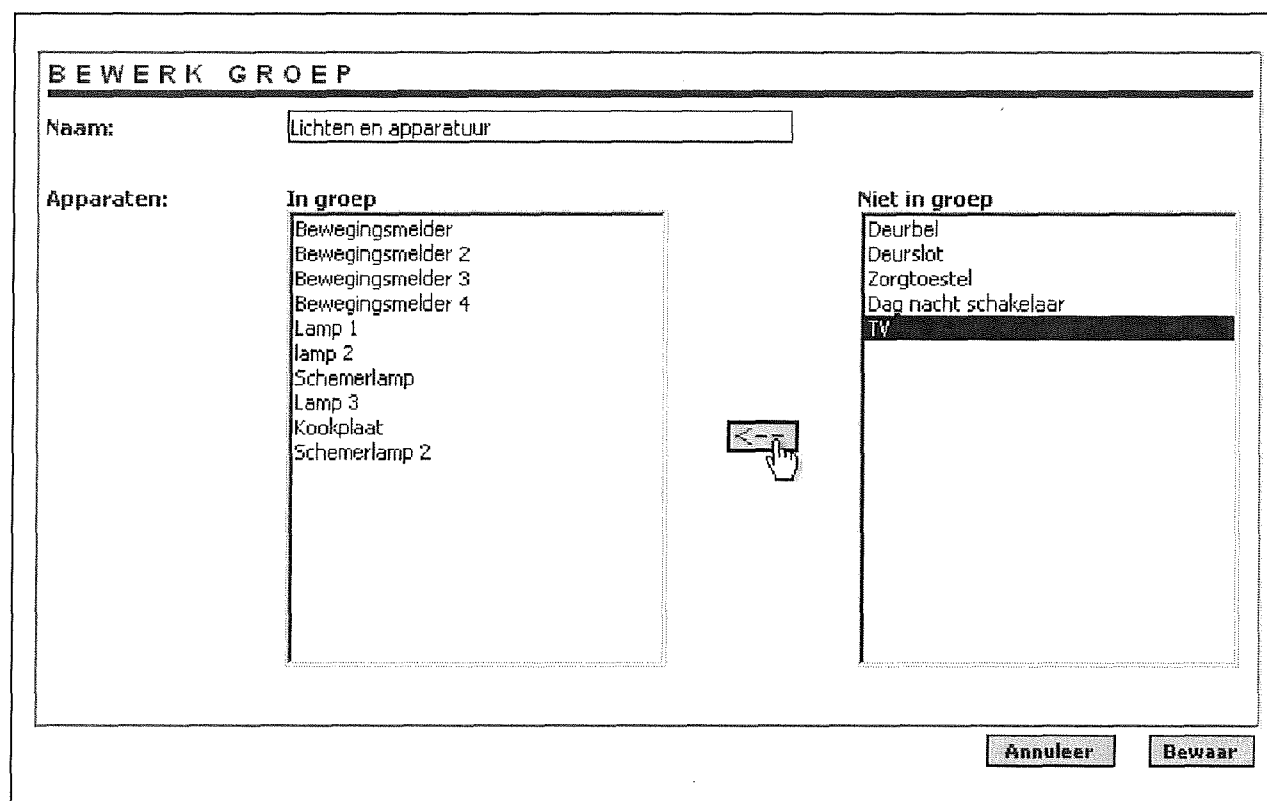 BEWERK GROEP
Naam:
Lichten en apparatuur
Apparaten:
In groep
Bewegingsmelder
Bewegingsmelder 2
Bewegingsmelder 3
Bewegingsmelder 4
Lamp 1
lamp 2
Schemerlamp
Lamp 3
Kookplaat
Schemerlamp 2
<--
Niet in groep
Deurbel
Deurslot
Zorgtoestel
Dag nacht schakelaar
TV
Annuleer
Bewaar